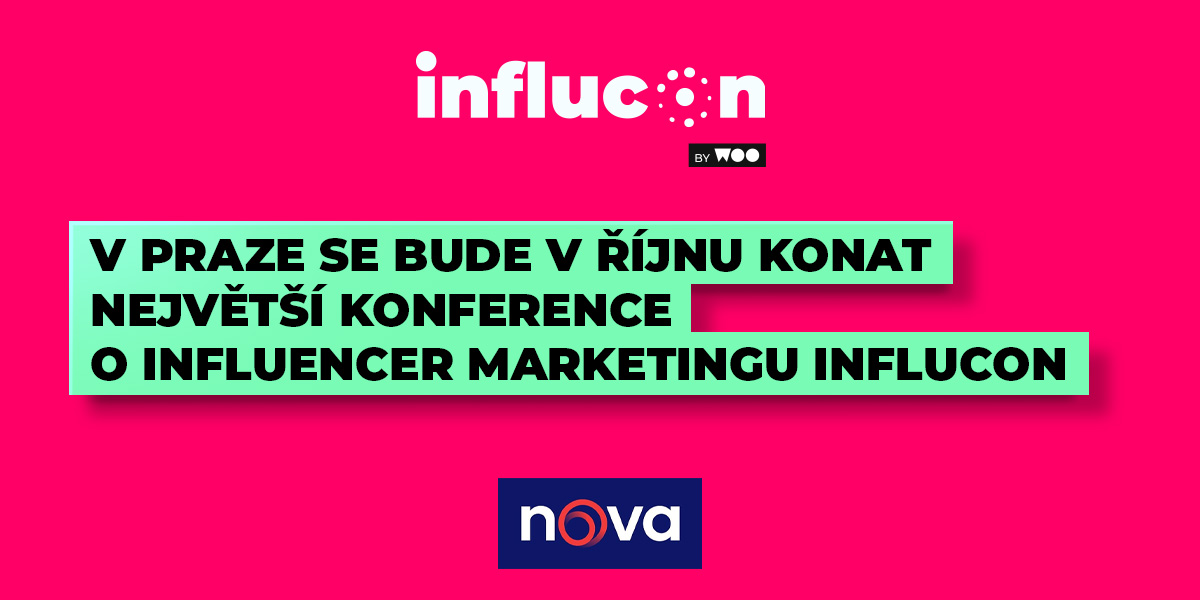 influcon
BY WOO
V PRAZE SE BUDE V ŘÍJNU KONAT
NEJVĚTŠÍ KONFERENCE
O INFLUENCER MARKETINGU INFLUCON
nova